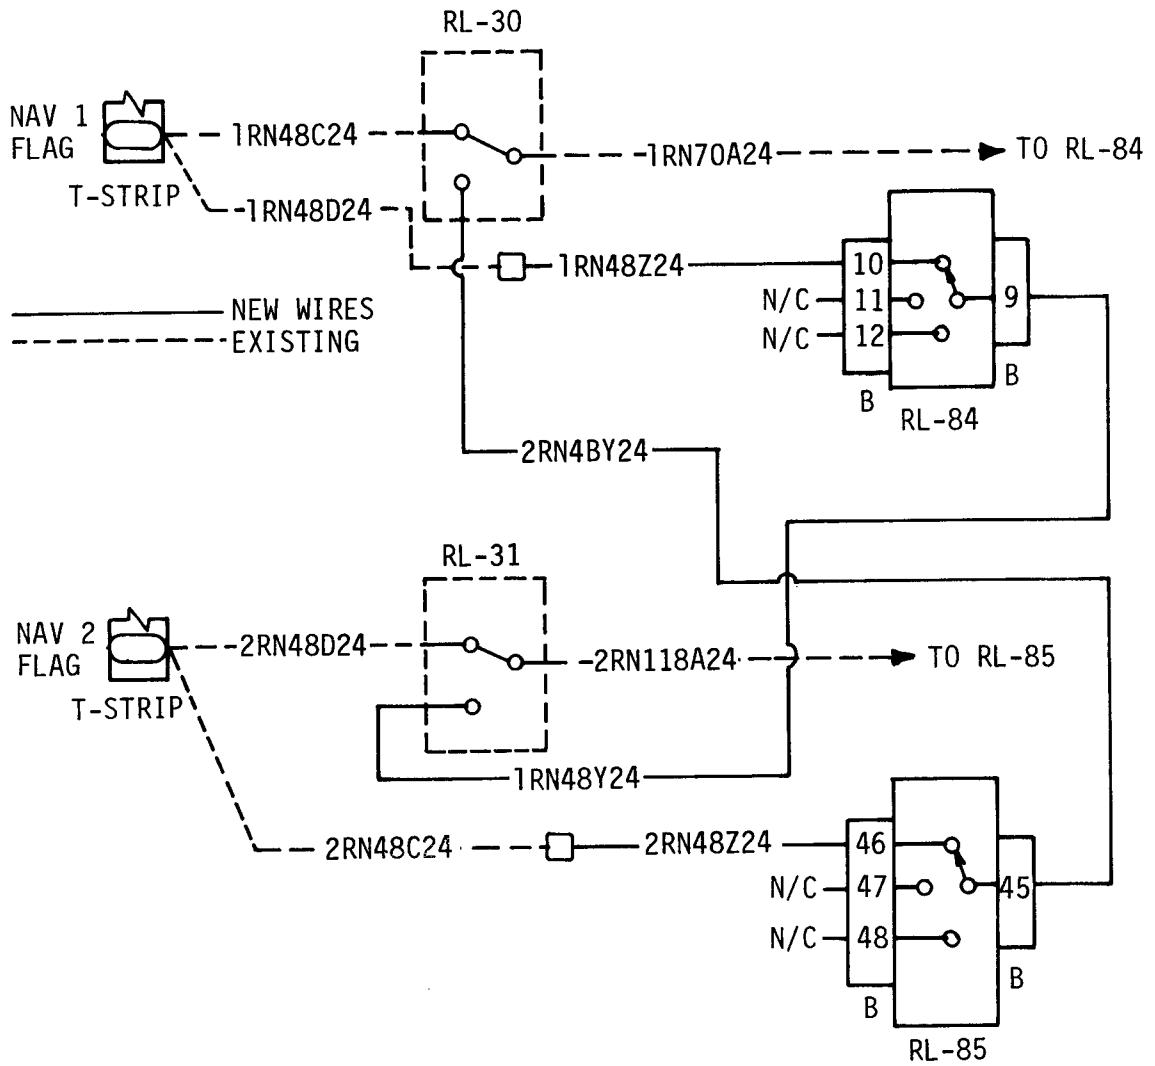 RL-30
NAV 1
FLAG
1RN48C24
1RN70A24
TO RL-84
T-STRIP
1RN48D24
1RN48Z24
10
N/C
11
9
N/C
12
B
B
RL-84
NEW WIRES
EXISTING
2RN4BY24
RL-31
NAV 2
FLAG
2RN48D24
2RN118A24
TO RL-85
T-STRIP
1RN48Y24
2RN48C24
2RN48Z24
46
N/C
47
45
N/C
48
B
B
RL-85